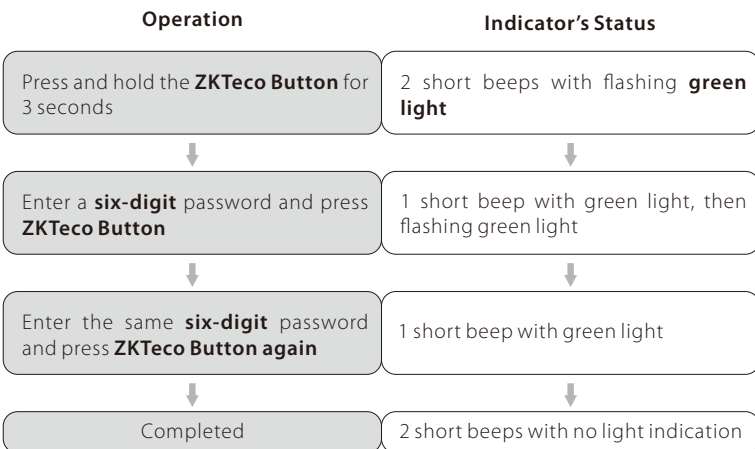 Operation
Indicator's Status
Press and hold the ZKTeco Button for
3 seconds
2 short beeps with flashing green
light
Enter a six-digit password and press
ZKTeco Button
1 short beep with green light, then
flashing green light
Enter the same six-digit password
and press ZKTeco Button again
1 short beep with green light
Completed
2 short beeps with no light indication